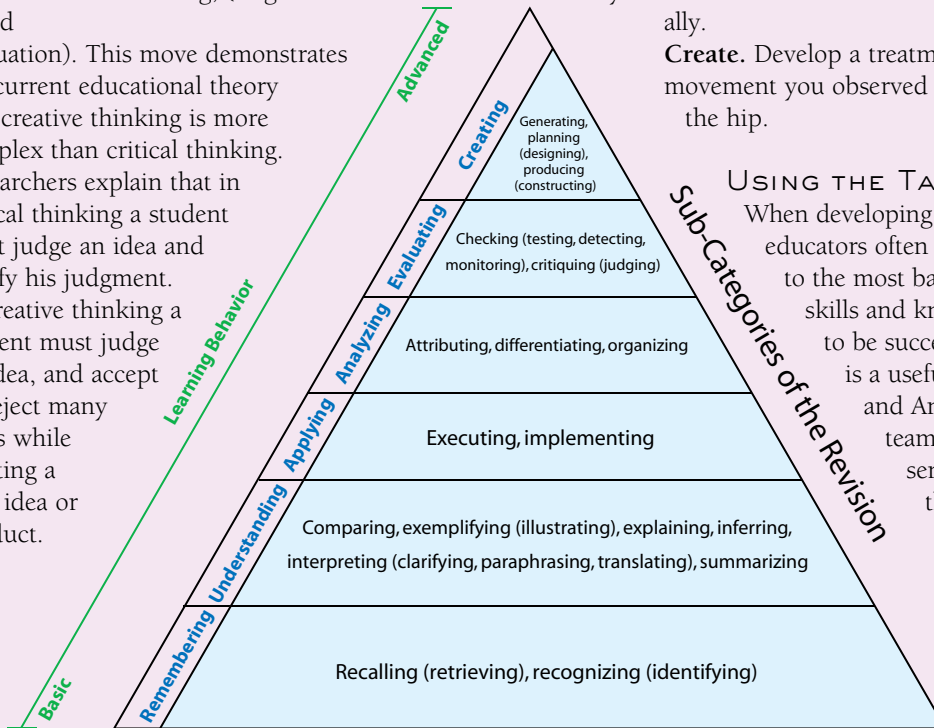 d
uation). This move demonstrates
current educational theory
creative thinking is more
plex than critical thinking.
archers explain that in
cal thinking a student
t judge an idea and
fy his judgment.
reative thinking a
ent must judge
dea, and accept
eject many
s while
ting a
idea or
duct.
Advanced
Learning Behavior
Basic
Creating
Generating,
planning
(designing),
producing
(constructing)
Evaluating
Checking (testing, detecting,
monitoring), critiquing (judging)
Analyzing
Attributing, differentiating, organizing
Applying
Executing, implementing
Understanding
Comparing, exemplifying (illustrating), explaining, inferring,
interpreting (clarifying, paraphrasing, translating), summarizing
Remembering
Recalling (retrieving), recognizing (identifying)
Sub-Categories of the Revision
ally.
Create. Develop a treatm
movement you observed
the hip.
USING THE TA
When developing
educators often
to the most ba
skills and kn
to be succe
is a usefu
and An
team
ser
th